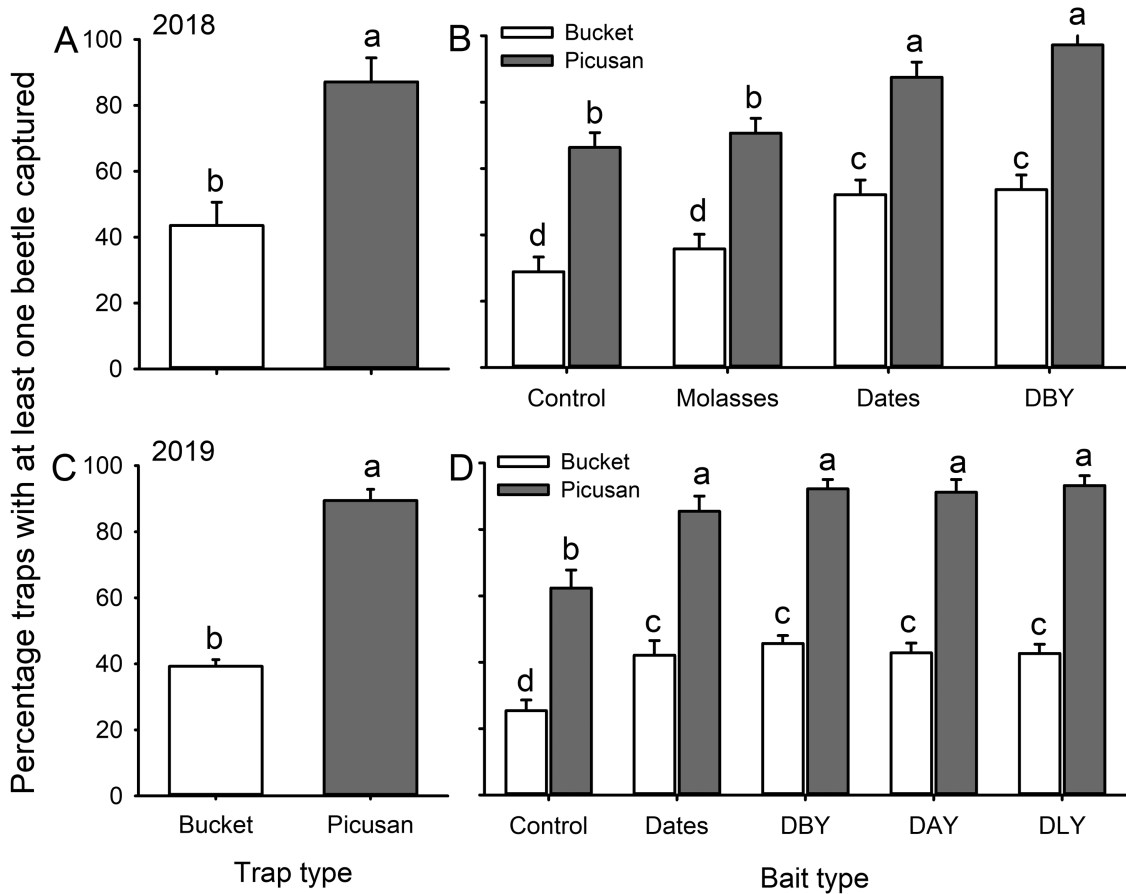 Percentage traps with at least one beetle captured
A
2018
100
80
60
40
20
0
b
a
B
Bucket
Picusan
d
b
d
b
c
a
c
a
Control
Molasses
Dates
DBY
C
2019
100
80
60
40
20
0
b
a
Bucket
Picusan
Trap type
D
Bucket
Picusan
d
b
c
a
c
a
c
a
c
a
Control
Dates
DBY
DAY
DLY
Bait type